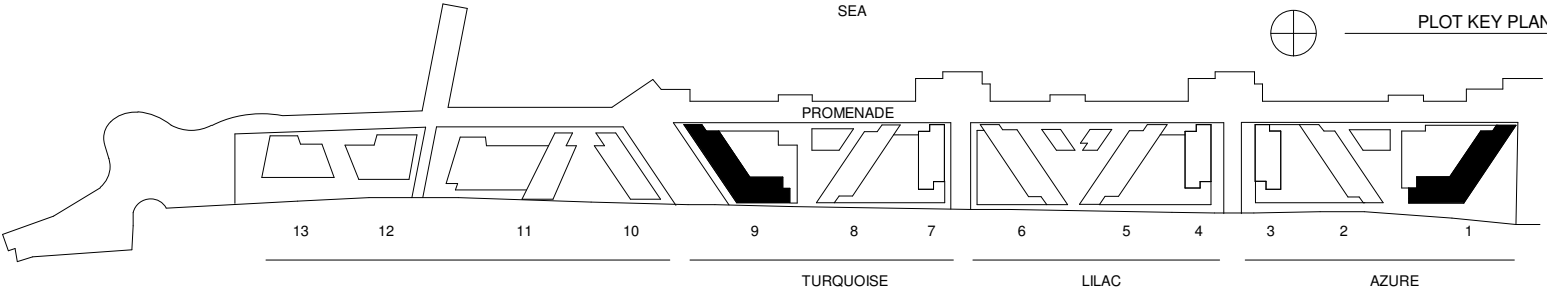 SEA
PLOT KEY PLAN
PROMENADE
13 12 11 10 9 8 7 6 5 4 3 2 1
TURQUOISE LILAC AZURE